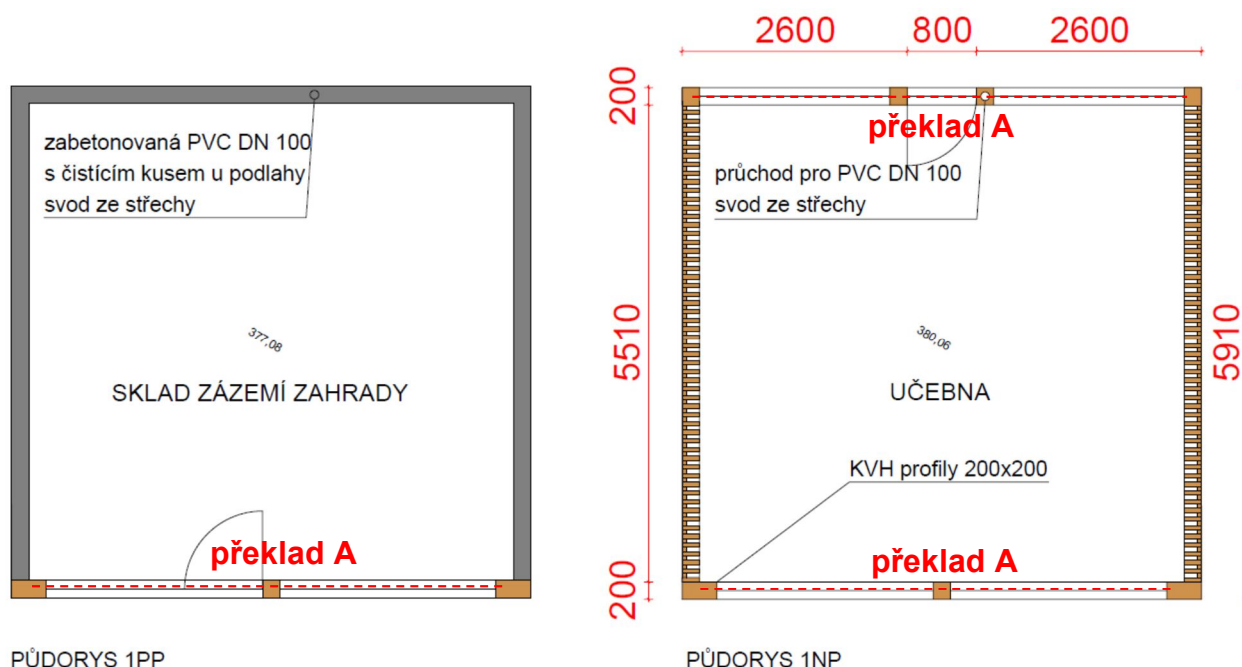 2600
800
2600
200
překlad A
zabetonovaná PVC DN 100
s čistícím kusem u podlahy
svod ze střechy
průchod pro PVC DN 100
svod ze střechy
377,08
380,06
5510
5910
SKLAD ZÁZEMÍ ZAHRADY
UČEBNA
KVH profily 200x200
překlad A
překlad A
200
PŮDORYS 1PP
PŮDORYS 1NP